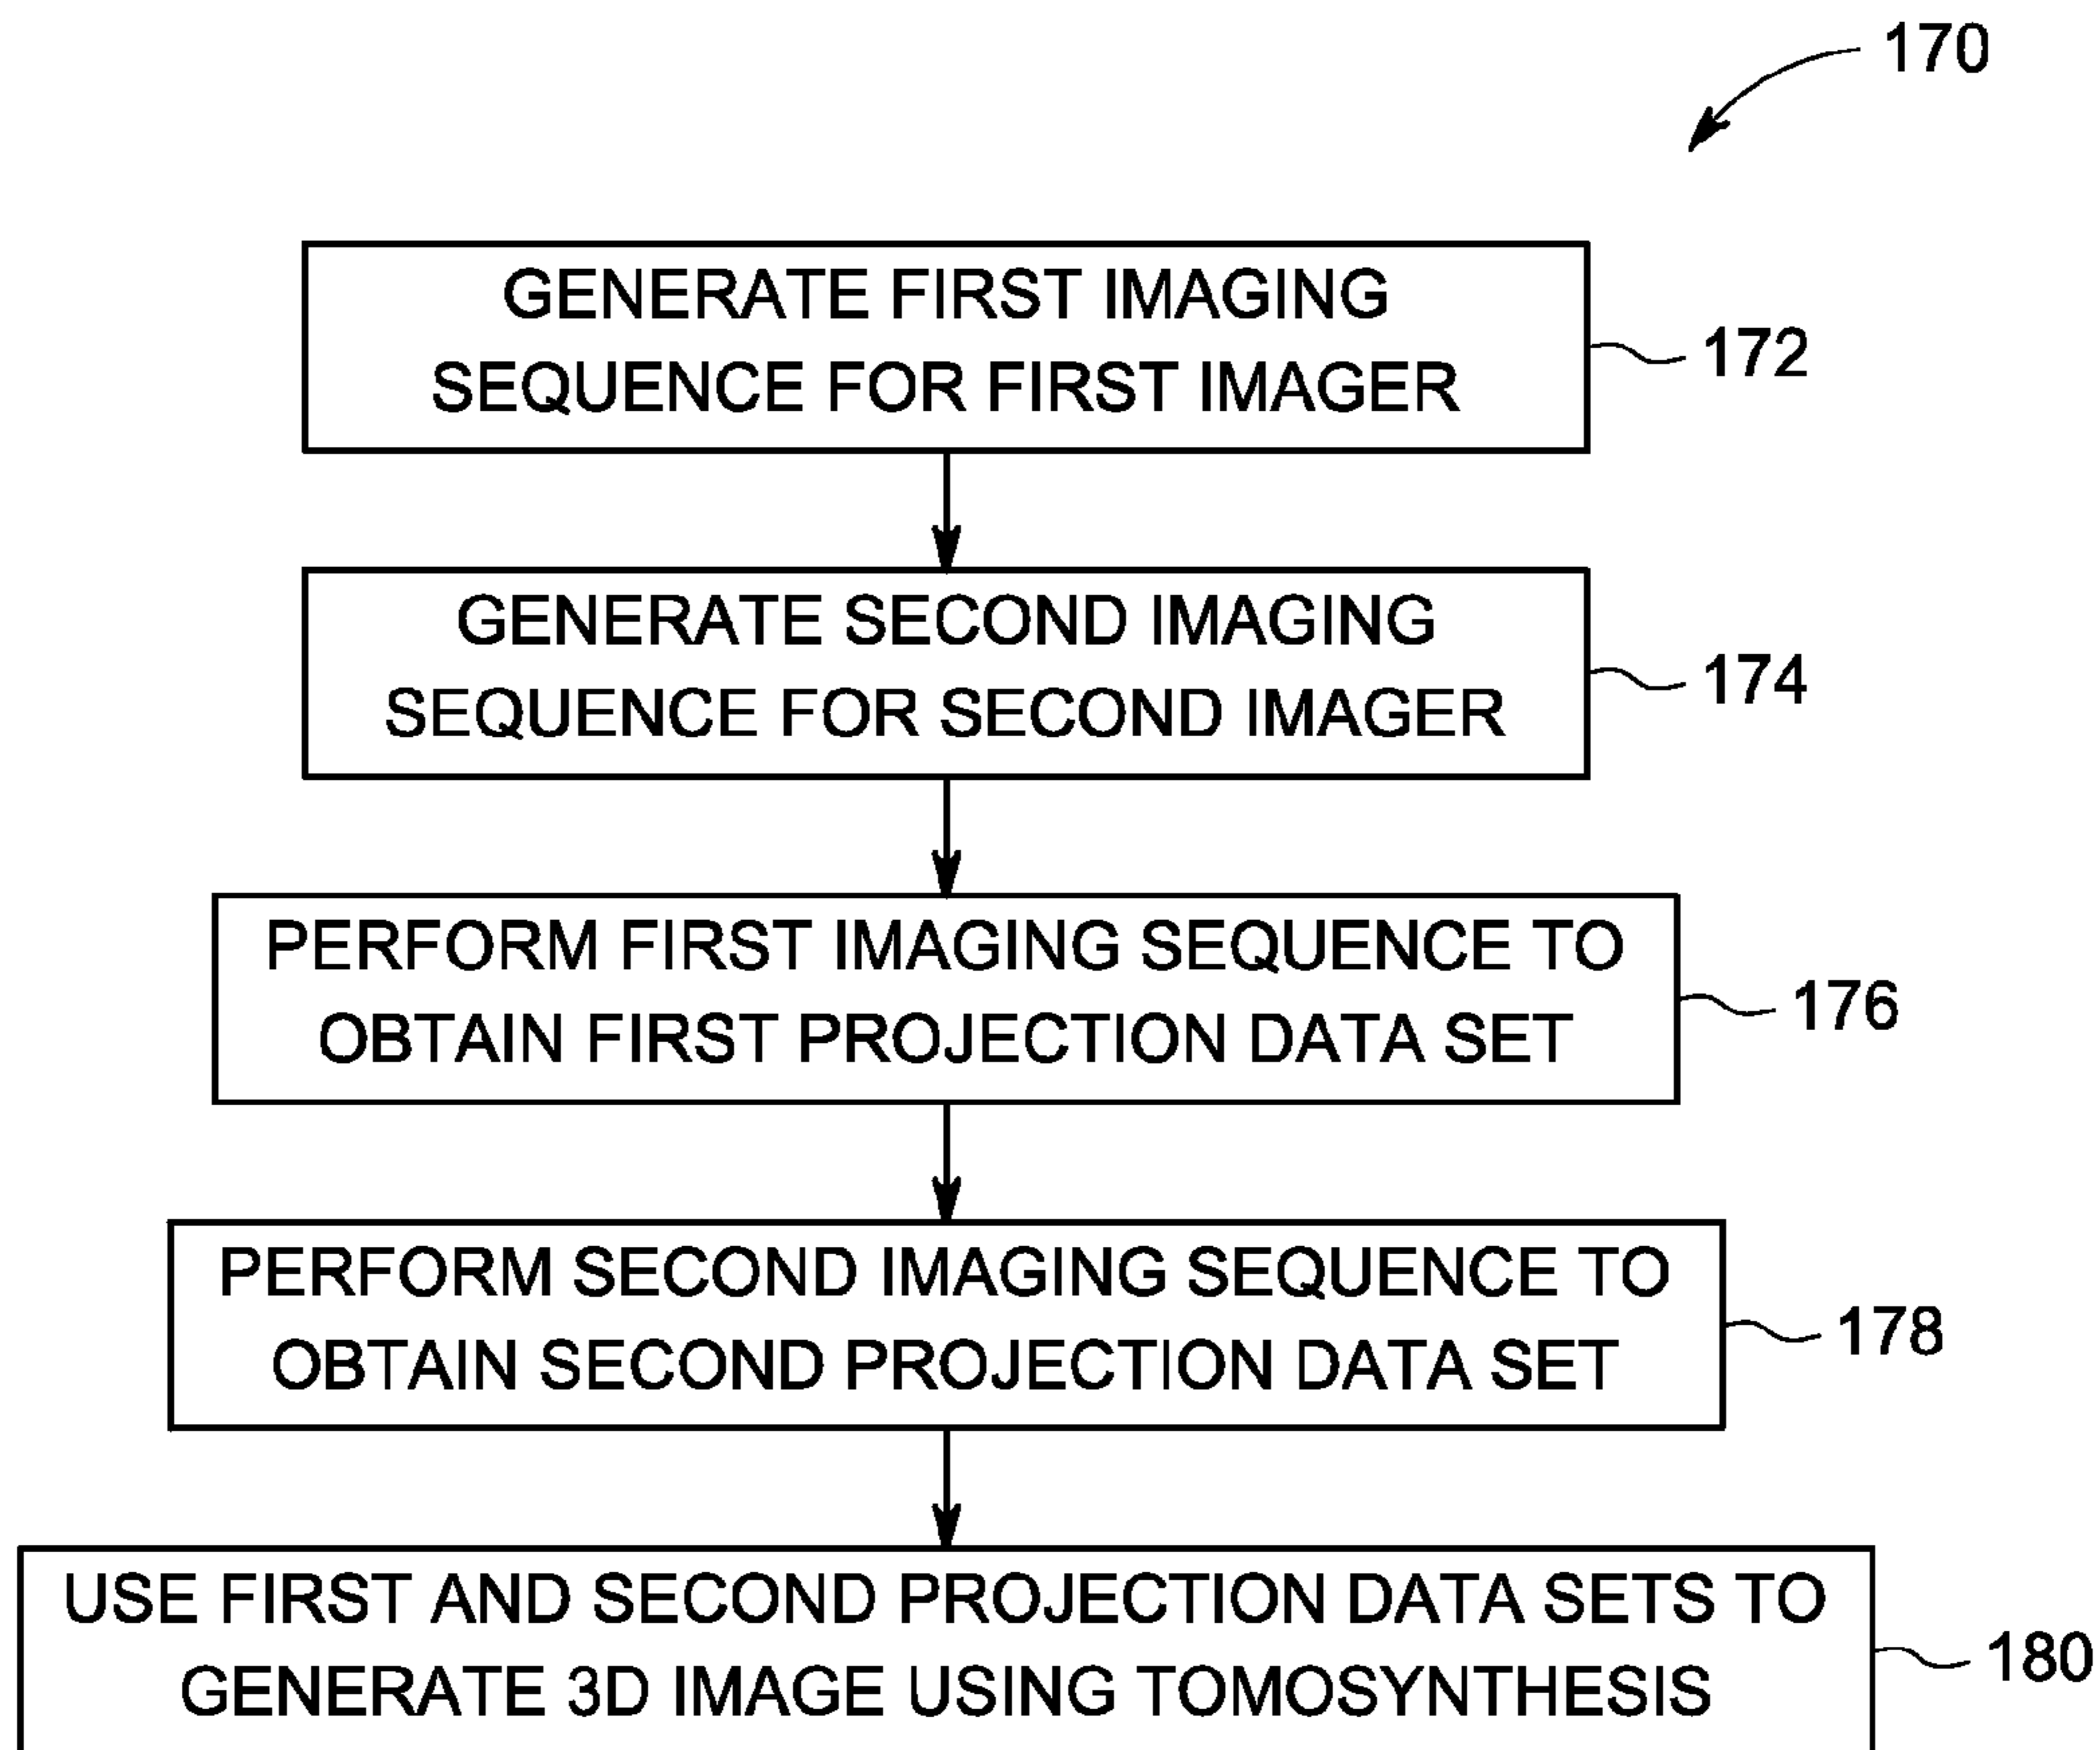 170
GENERATE FIRST IMAGING
SEQUENCE FOR FIRST IMAGER
172
GENERATE SECOND IMAGING
SEQUENCE FOR SECOND IMAGER
174
PERFORM FIRST IMAGING SEQUENCE TO
OBTAIN FIRST PROJECTION DATA SET
176
PERFORM SECOND IMAGING SEQUENCE TO
OBTAIN SECOND PROJECTION DATA SET
178
USE FIRST AND SECOND PROJECTION DATA SETS TO
GENERATE 3D IMAGE USING TOMOSYNTHESIS
180